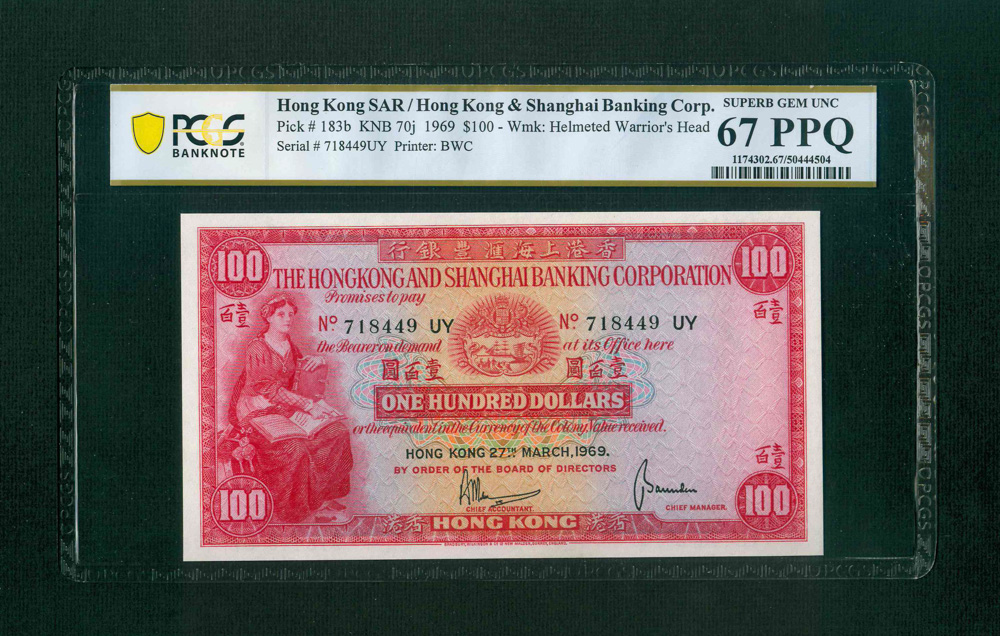 PCGS BANKNOTE
Hong Kong SAR / Hong Kong & Shanghai Banking Corp.
Pick # 183b KNB 70j 1969 $100 - Wmk: Helmeted Warrior's Head
Serial # 718449UY Printer: BWC
SUPERB GEM UNC
67 PPQ
1174302.67/50444504
行銀豐滙海上港香
100
100
THE HONGKONG AND SHANGHAI BANKING CORPORATION
Promises to pay
壹百
壹百
Nº 718449 UY
Nº 718449 UY
the Bearer on demand
at its Office here
圓百壹
圓百壹
ONE HUNDRED DOLLARS
or the equivalent in the Currency of the Colony, Value received.
HONG KONG 27TH MARCH, 1969.
BY ORDER OF THE BOARD OF DIRECTORS
壹百
CHIEF ACCOUNTANT.
CHIEF MANAGER.
100
100
港香
HONG KONG
港香